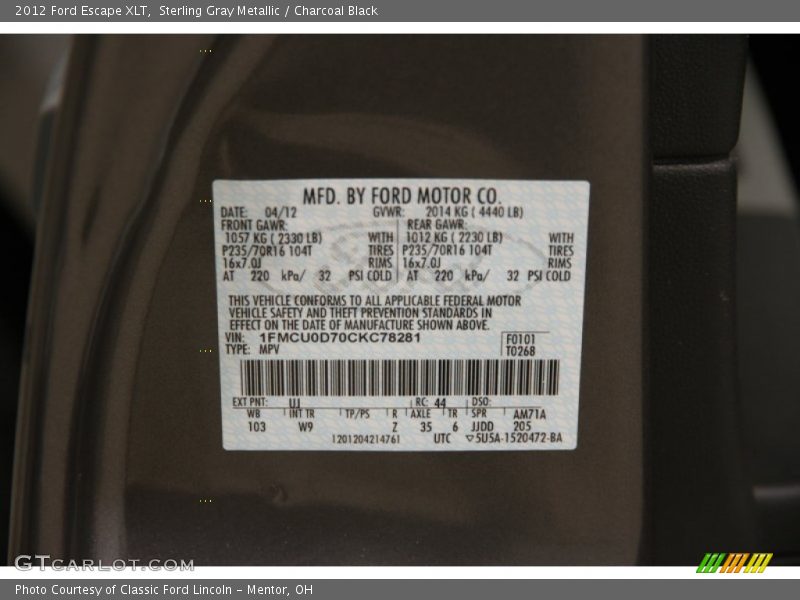 2012 Ford Escape XLT, Sterling Gray Metallic / Charcoal Black
MFD. BY FORD MOTOR CO.
DATE: 04/12 GVWR: 2014 KG ( 4440 LB)
FRONT GAWR: REAR GAWR:
1057 KG ( 2330 LB) WITH 1012 KG ( 2230 LB) WITH
P235/70R16 104T TIRES P235/70R16 104T TIRES
16x7.0J RIMS 16x7.0J RIMS
AT 220 kPa/ 32 PSI COLD AT 220 kPa/ 32 PSI COLD
THIS VEHICLE CONFORMS TO ALL APPLICABLE FEDERAL MOTOR
VEHICLE SAFETY AND THEFT PREVENTION STANDARDS IN
EFFECT ON THE DATE OF MANUFACTURE SHOWN ABOVE.
VIN: 1FMCU0D70CKC78281 F0101
TYPE: MPV T0268
EXT PNT: UJ RC: 44 DSO:
WB INT TR TP/PS R AXLE TR SPR AM71A
103 W9 Z 35 6 JJDD 205
1201204214761 UTC ▽5U5A-1520472-BA
GTCARLOT.COM
Photo Courtesy of Classic Ford Lincoln - Mentor, OH